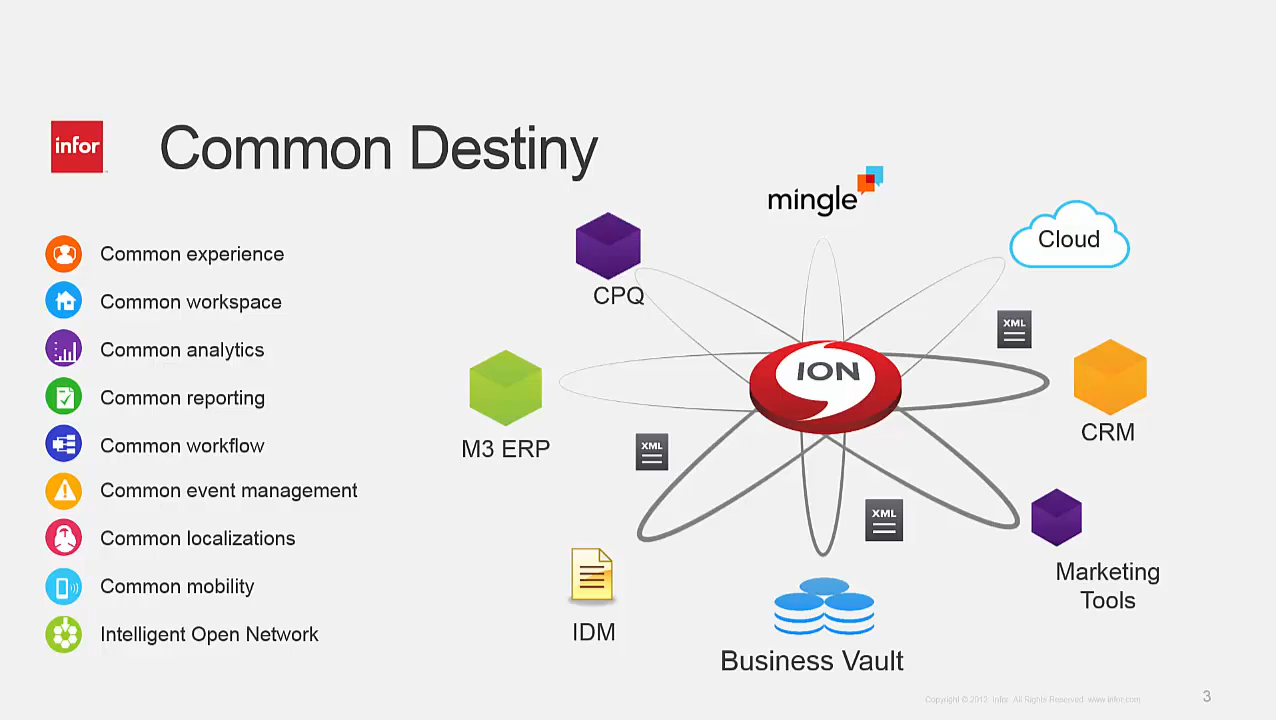 infor
Common Destiny
Common experience
Common workspace
Common analytics
Common reporting
Common workflow
Common event management
Common localizations
Common mobility
Intelligent Open Network
mingle
Cloud
CPQ
XML
ION
M3 ERP
CRM
XML
XML
Marketing
Tools
IDM
Business Vault
Copyright © 2012. Infor. All Rights Reserved. www.infor.com
3